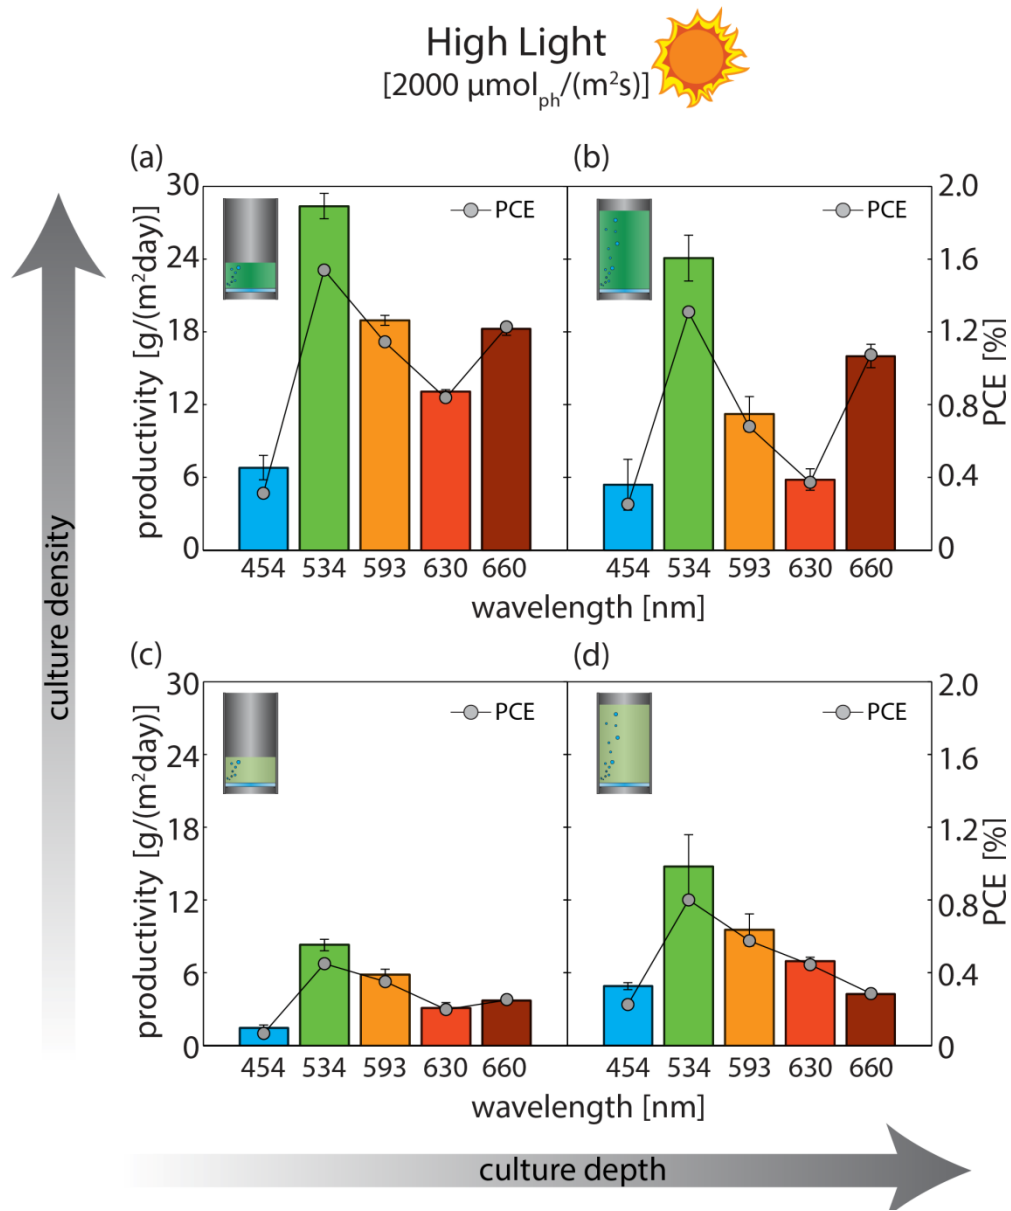 High Light
[2000 μmolph/(m²s)]
(a)
(b)
30
24
18
12
6
0
productivity [g/(m²day)]
PCE
PCE
2.0
1.6
1.2
0.8
0.4
0
PCE [%]
454 534 593 630 660
454 534 593 630 660
wavelength [nm]
culture density
(c)
(d)
30
24
18
12
6
0
productivity [g/(m²day)]
PCE
PCE
2.0
1.6
1.2
0.8
0.4
0
PCE [%]
454 534 593 630 660
454 534 593 630 660
wavelength [nm]
culture depth